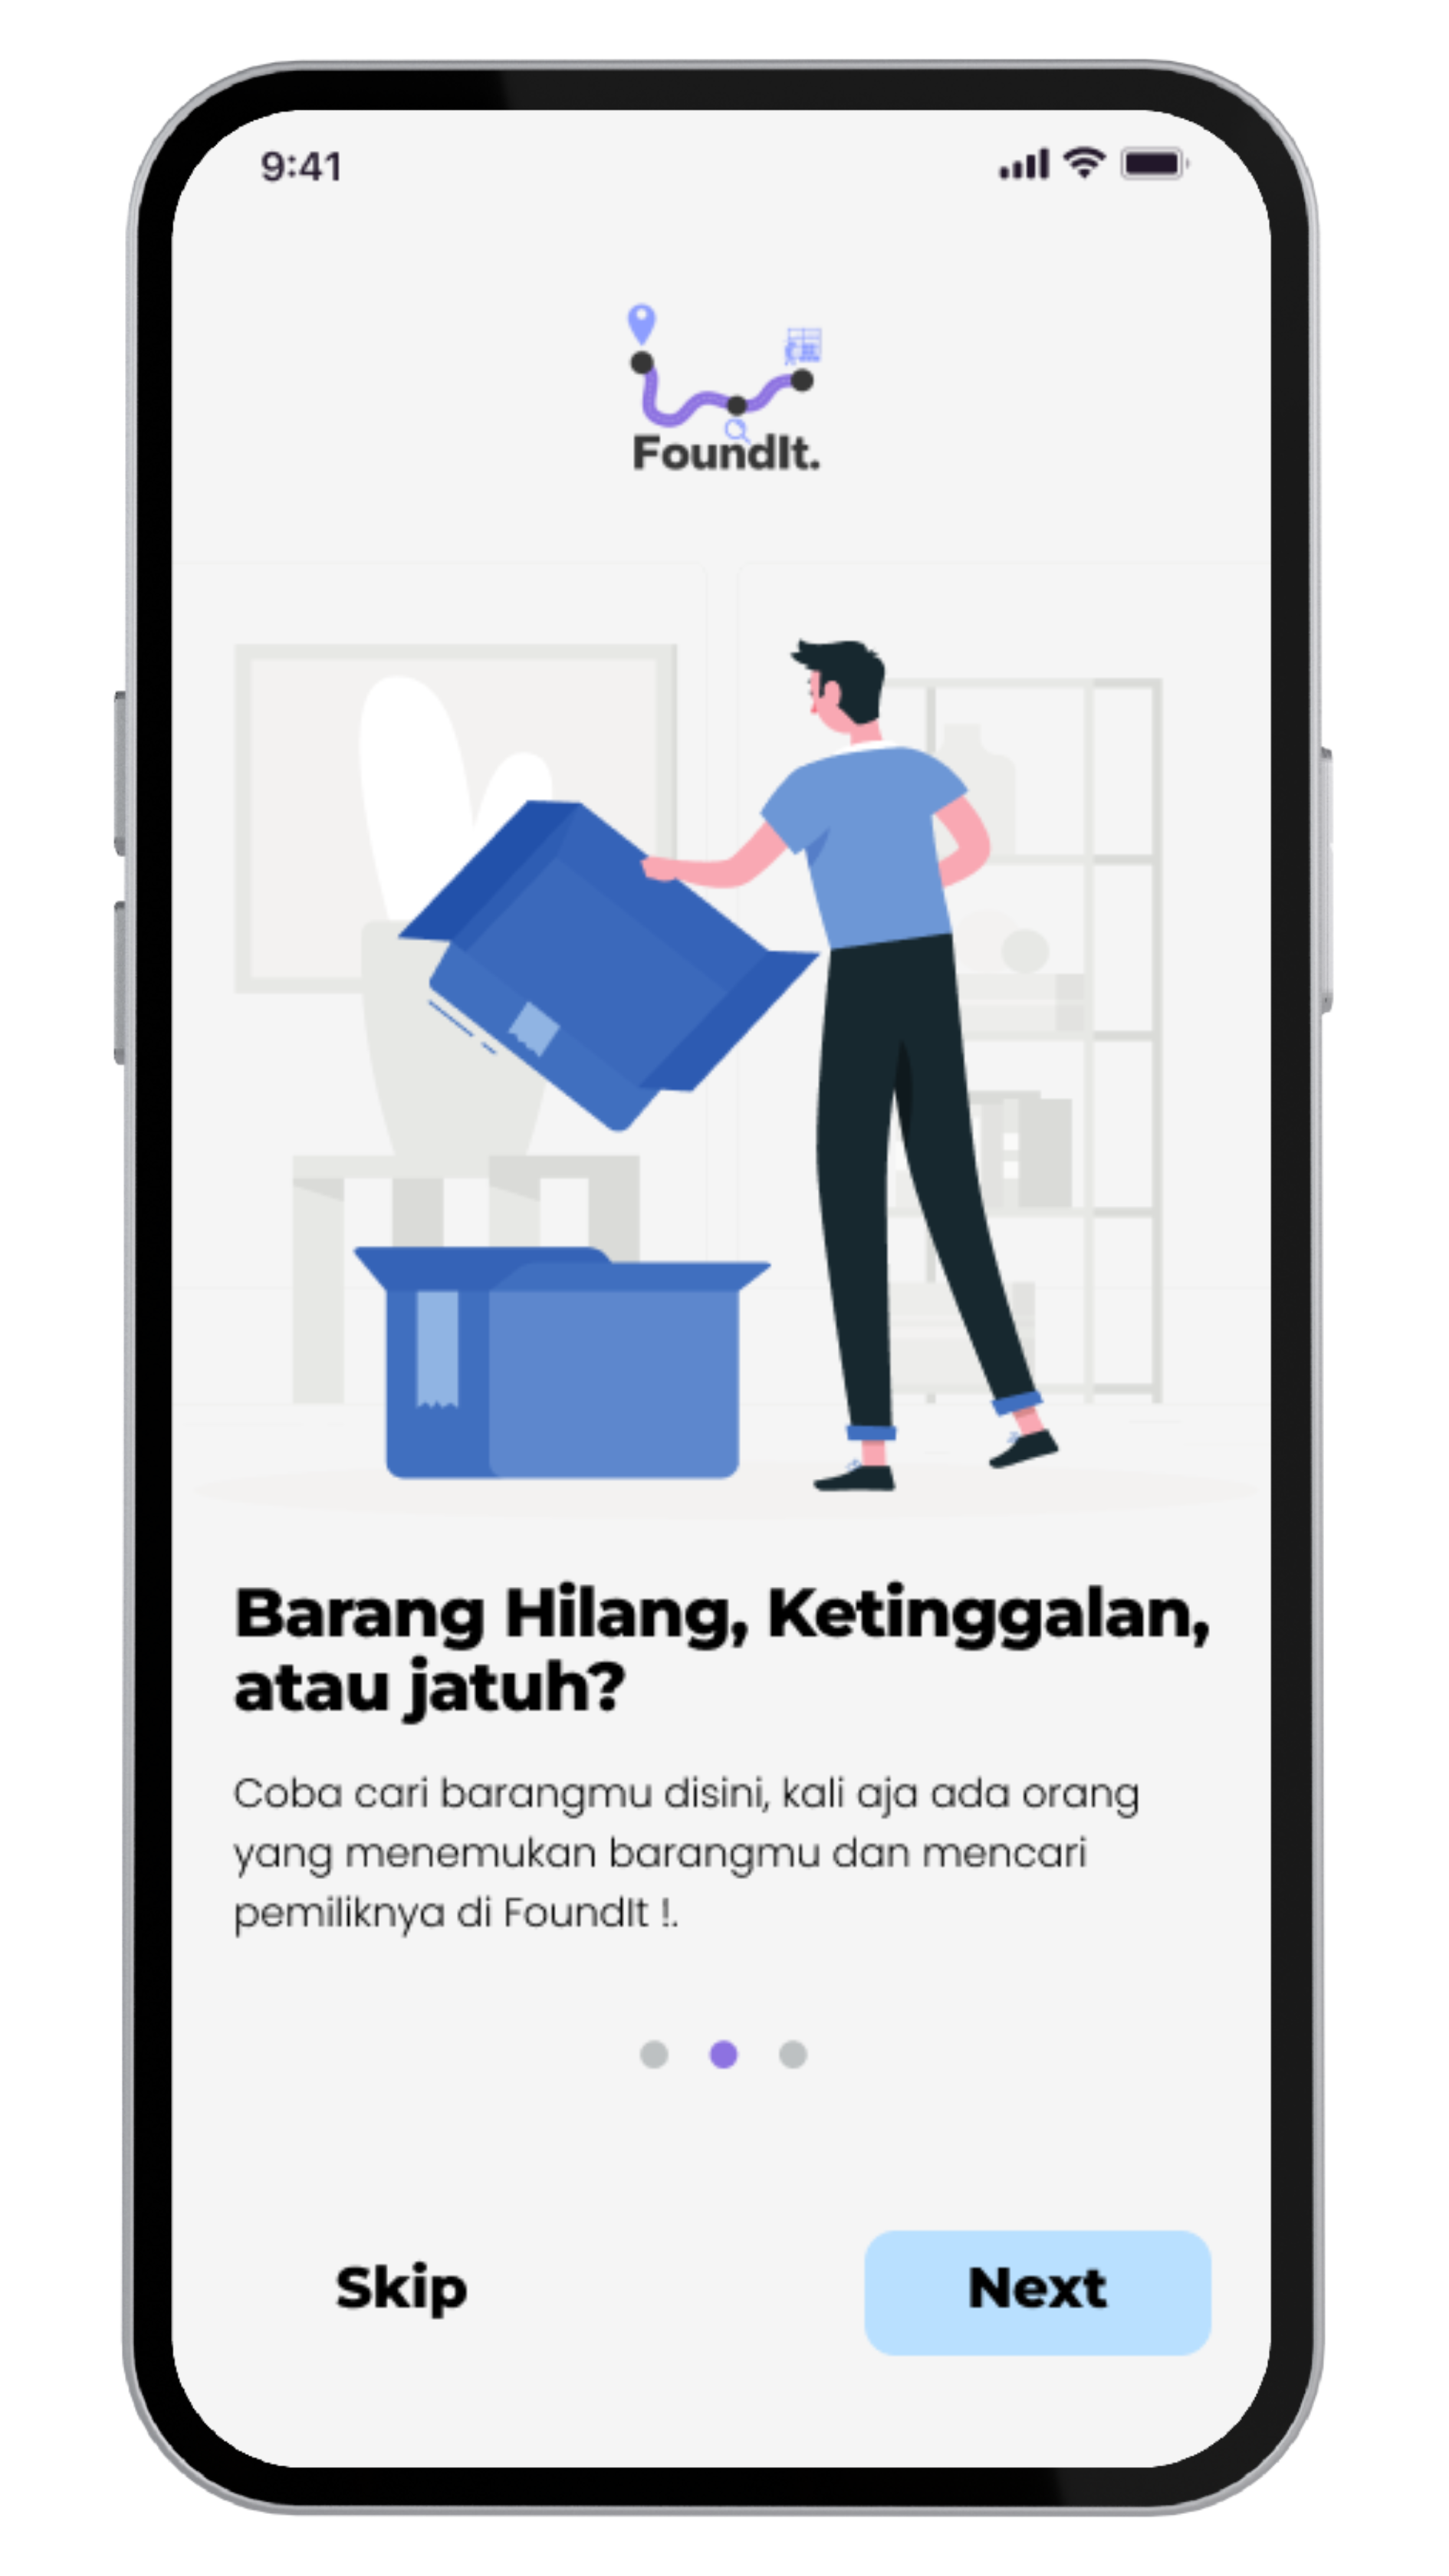 9:41
FoundIt.
Barang Hilang, Ketinggalan,
atau jatuh?
Coba cari barangmu disini, kali aja ada orang
yang menemukan barangmu dan mencari
pemiliknya di FoundIt !.
Skip
Next